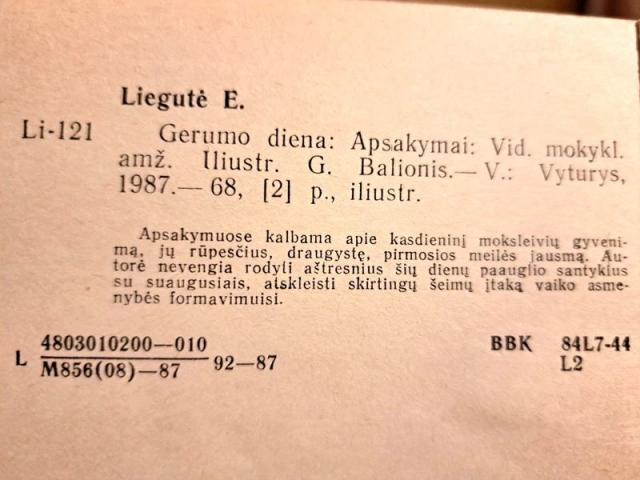 Liegutė E.
Li-121 Gerumo diena: Apsakymai: Vid. mokykl.
amž. Iliustr. G. Balionis.— V.: Vyturys,
1987.— 68, [2] p., iliustr.
Apsakymuose kalbama apie kasdieninį moksleivių gyveni-
mą, jų rūpesčius, draugystę, pirmosios meilės jausmą. Au-
torė nevengia rodyti aštresnius šių dienų paauglio santykius
su suaugusiais, atskleisti skirtingų šeimų įtaką vaiko asme-
nybės formavimuisi.
L 4803010200—010
M856(08)—87 92—87
BBK 84L7-44
L2